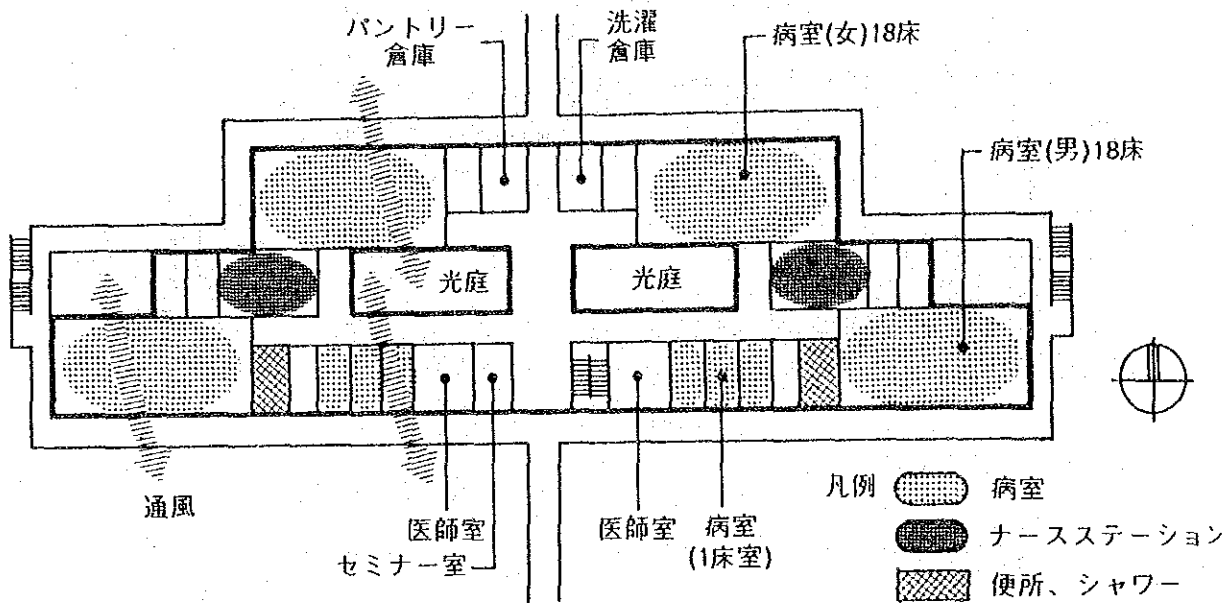 パントリー
倉庫
洗濯
倉庫
病室(女)18床
病室(男)18床
光庭
光庭
通風
医師室
セミナー室
医師室
病室
(1床室)
凡例
病室
ナースステーション
便所、シャワー